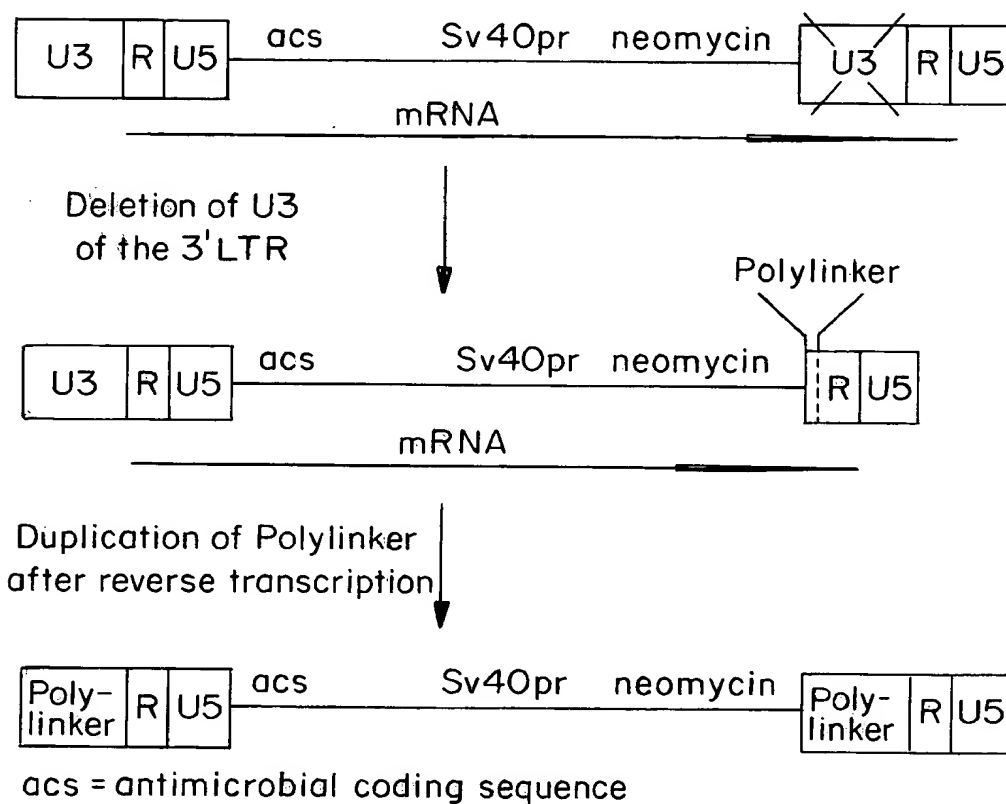 acs Sv40pr neomycin
U3 R U5 U3 R U5
mRNA
Deletion of U3
of the 3'LTR
Polylinker
acs Sv40pr neomycin
U3 R U5 R U5
mRNA
Duplication of Polylinker
after reverse transcription
acs Sv40pr neomycin
Poly-
linker R U5 Poly-
linker R U5
acs = antimicrobial coding sequence